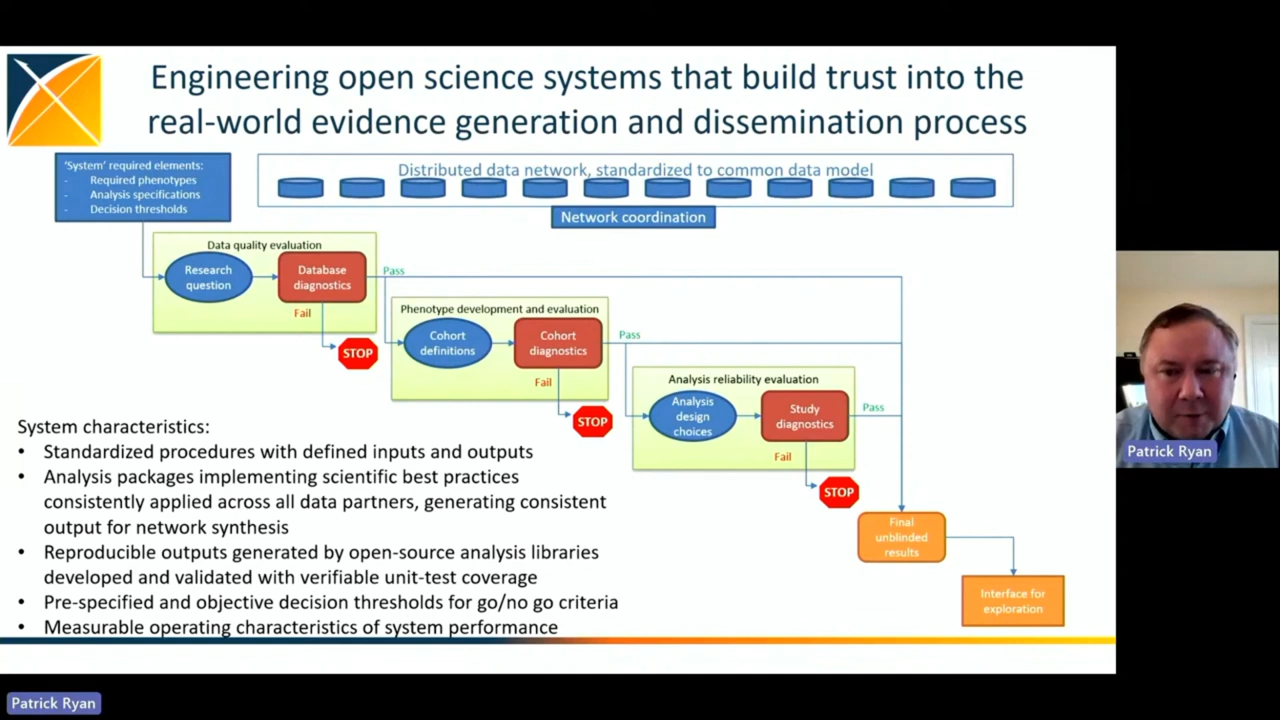 Engineering open science systems that build trust into the
real-world evidence generation and dissemination process
'System' required elements:
- Required phenotypes
- Analysis specifications
- Decision thresholds
Distributed data network, standardized to common data model
Network coordination
Data quality evaluation
Research
question
Database
diagnostics
Pass
Fail
STOP
Phenotype development and evaluation
Cohort
definitions
Cohort
diagnostics
Pass
Fail
STOP
Analysis reliability evaluation
Analysis
design
choices
Study
diagnostics
Pass
Fail
STOP
Final
unblinded
results
Interface for
exploration
System characteristics:
• Standardized procedures with defined inputs and outputs
• Analysis packages implementing scientific best practices
consistently applied across all data partners, generating consistent
output for network synthesis
• Reproducible outputs generated by open-source analysis libraries
developed and validated with verifiable unit-test coverage
• Pre-specified and objective decision thresholds for go/no go criteria
• Measurable operating characteristics of system performance
Patrick Ryan
Patrick Ryan